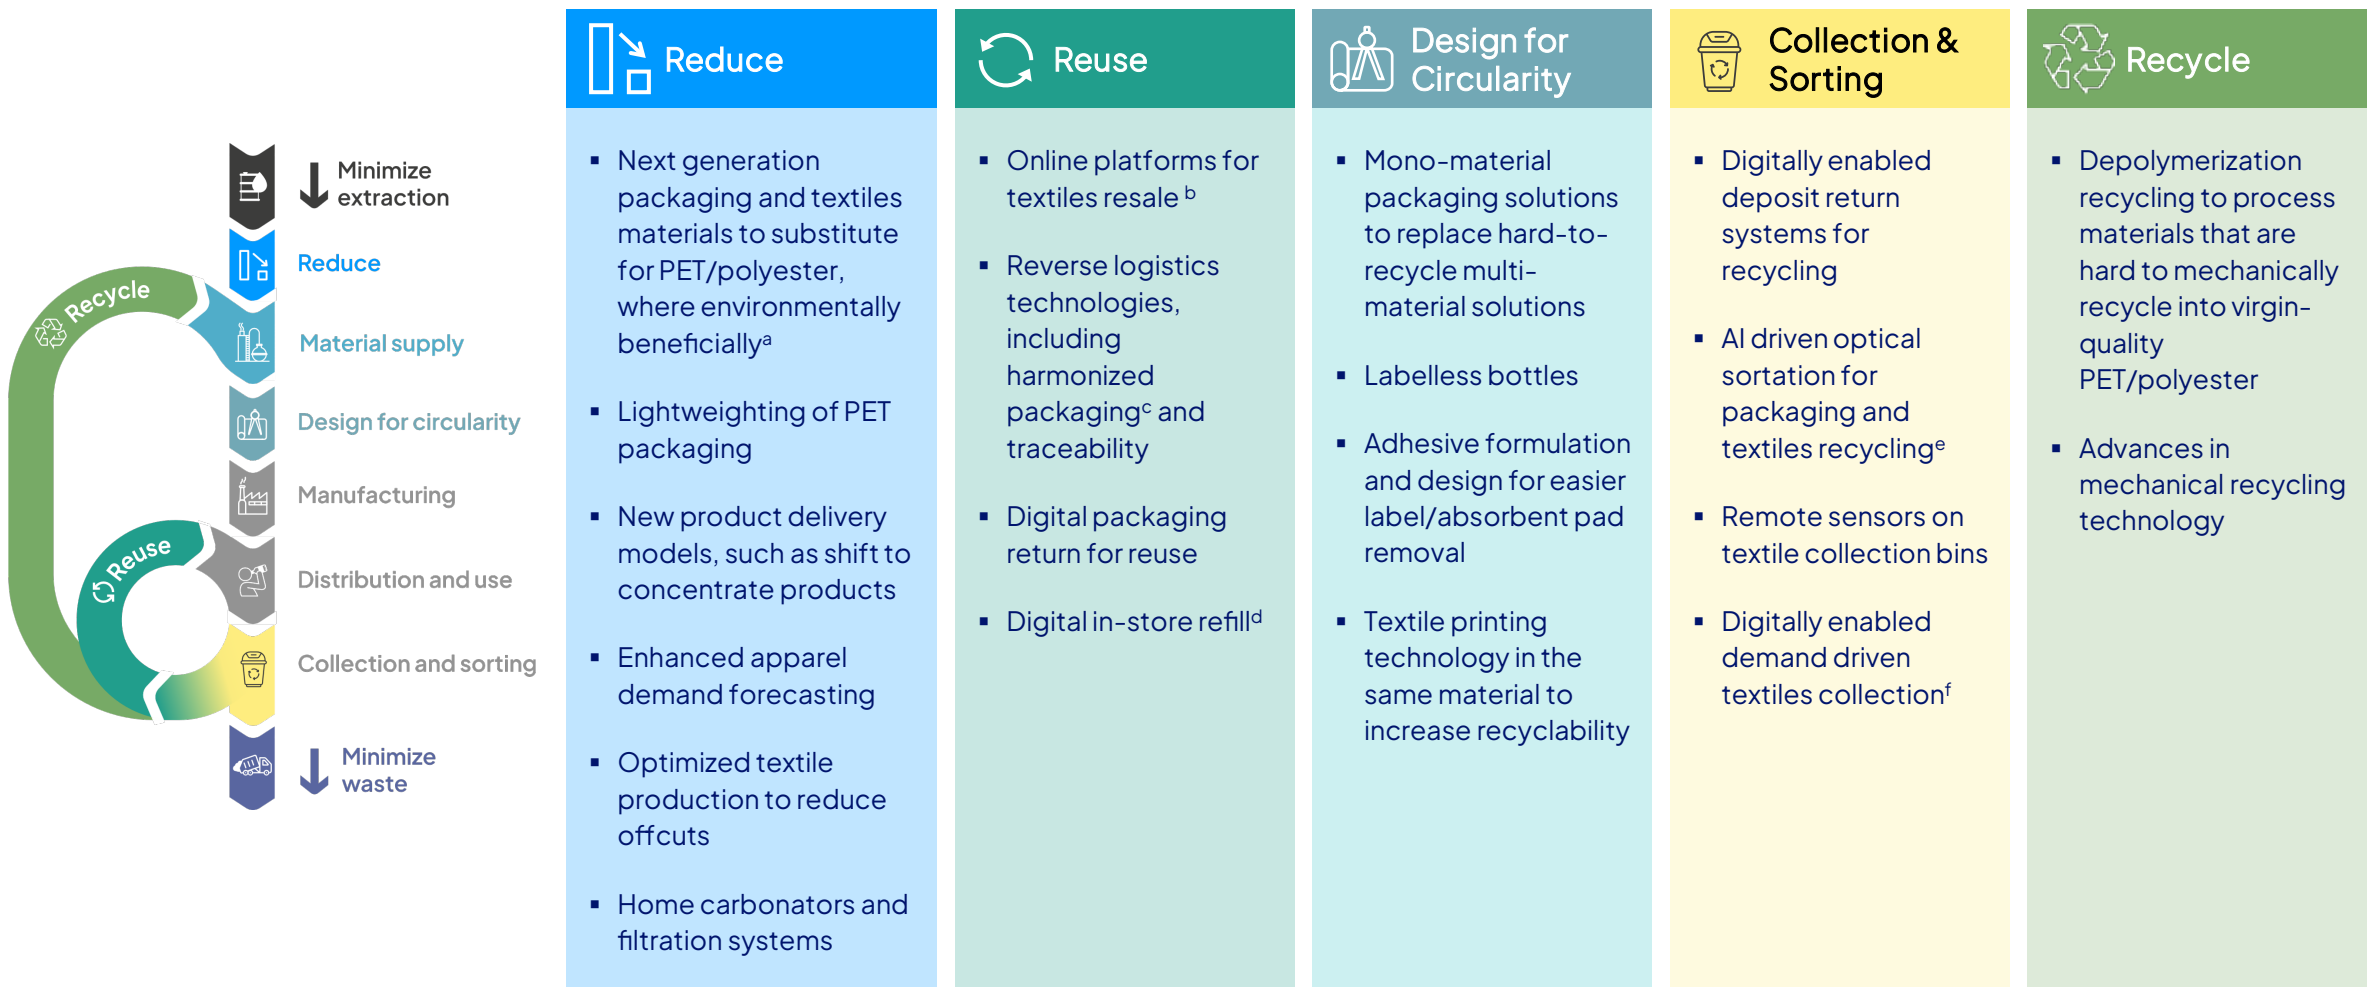 Minimize
extraction
Reduce
Recycle
Material supply
Design for circularity
Manufacturing
Reuse
Distribution and use
Collection and sorting
Minimize
waste
Reduce
▪ Next generation
packaging and textiles
materials to substitute
for PET/polyester,
where environmentally
beneficiallyᵃ
▪ Lightweighting of PET
packaging
▪ New product delivery
models, such as shift to
concentrate products
▪ Enhanced apparel
demand forecasting
▪ Optimized textile
production to reduce
offcuts
▪ Home carbonators and
filtration systems
Reuse
▪ Online platforms for
textiles resale ᵇ
▪ Reverse logistics
technologies,
including
harmonized
packagingᶜ and
traceability
▪ Digital packaging
return for reuse
▪ Digital in-store refillᵈ
Design for
Circularity
▪ Mono-material
packaging solutions
to replace hard-to-
recycle multi-
material solutions
▪ Labelless bottles
▪ Adhesive formulation
and design for easier
label/absorbent pad
removal
▪ Textile printing
technology in the
same material to
increase recyclability
Collection &
Sorting
▪ Digitally enabled
deposit return
systems for
recycling
▪ AI driven optical
sortation for
packaging and
textiles recyclingᵉ
▪ Remote sensors on
textile collection bins
▪ Digitally enabled
demand driven
textiles collectionᶠ
Recycle
▪ Depolymerization
recycling to process
materials that are
hard to mechanically
recycle into virgin-
quality
PET/polyester
▪ Advances in
mechanical recycling
technology